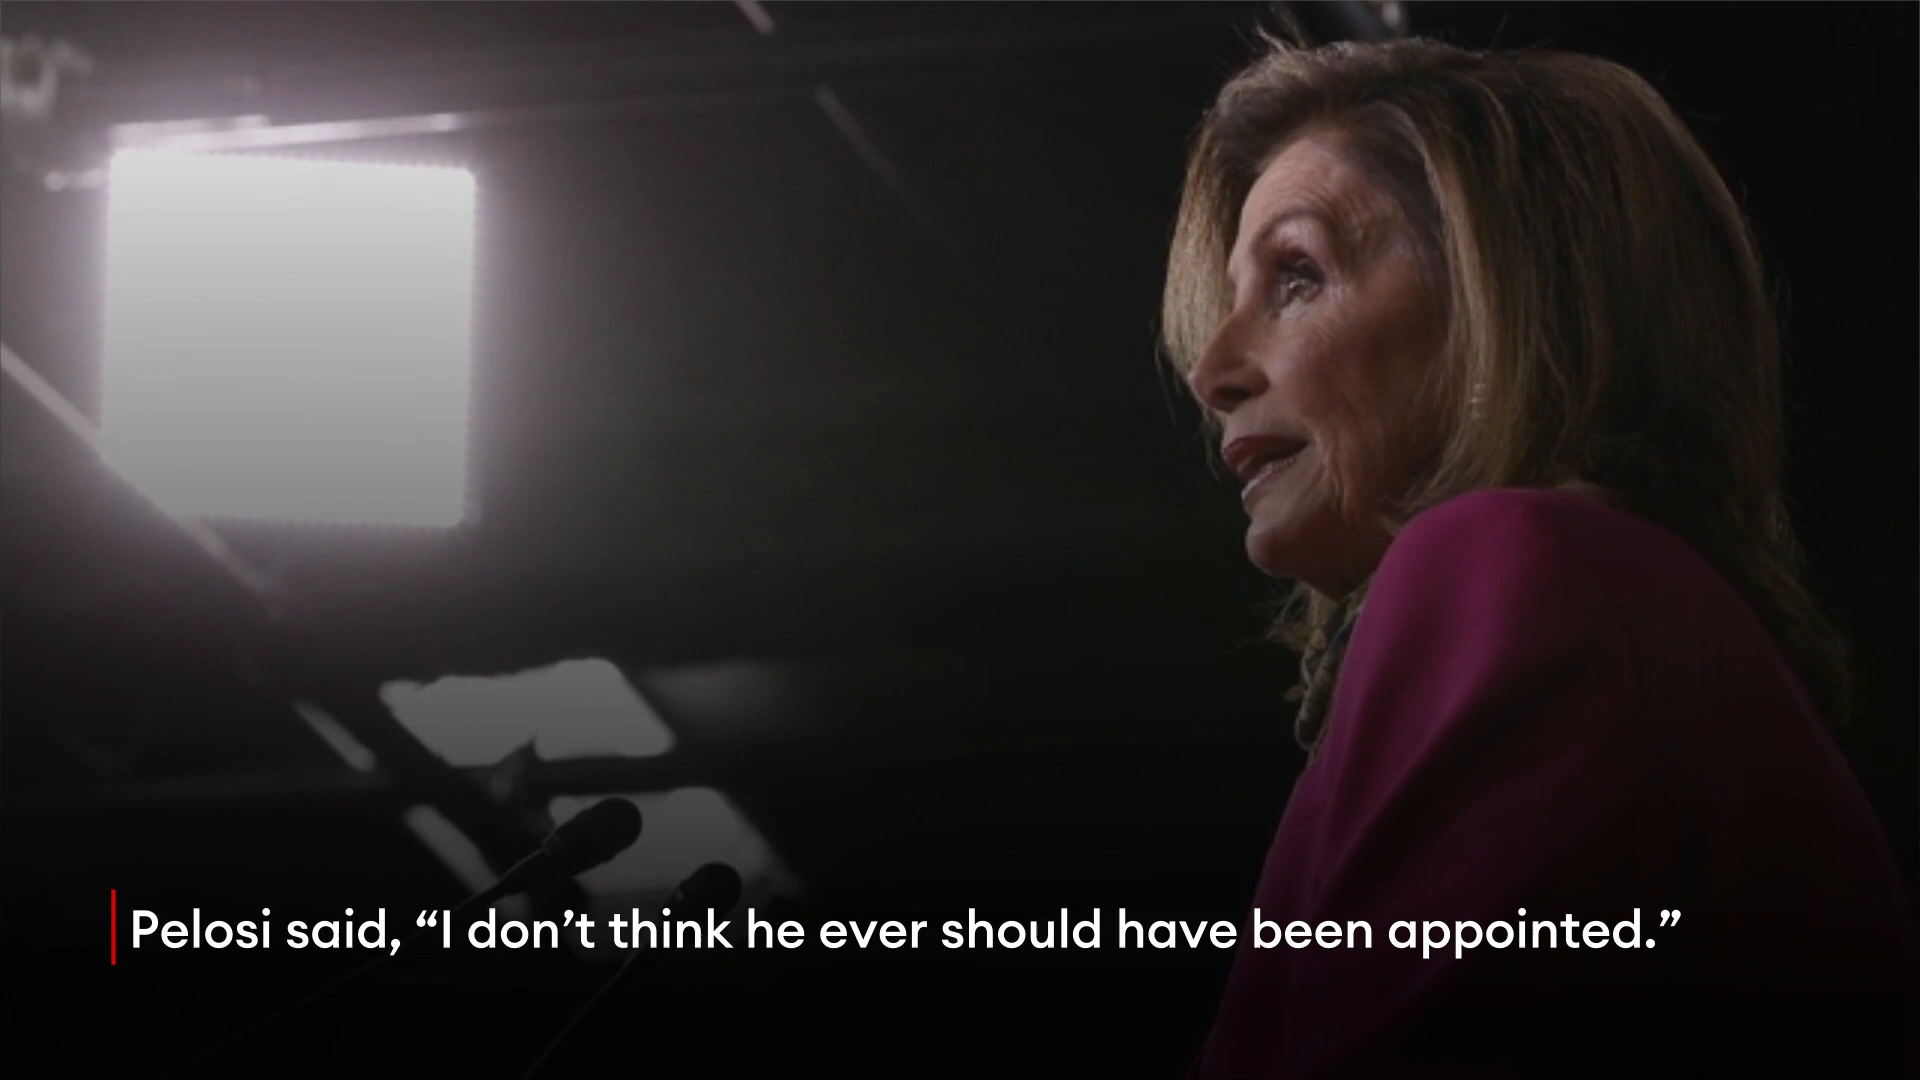 Pelosi said, “I don’t think he ever should have been appointed.”